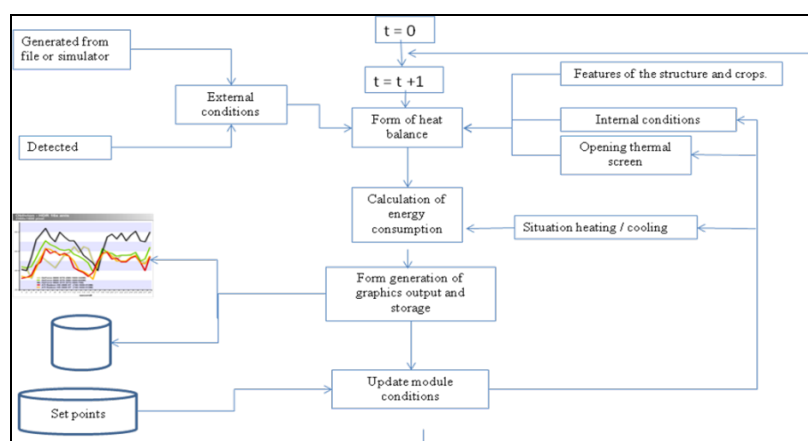 t = 0
Generated from
file or simulator
t = t +1
Features of the structure and crops.
External
conditions
Form of heat
balance
Internal conditions
Detected
Opening thermal
screen
Calculation of
energy
consumption
Situation heating / cooling
Form generation of
graphics output and
storage
Update module
conditions
Set points